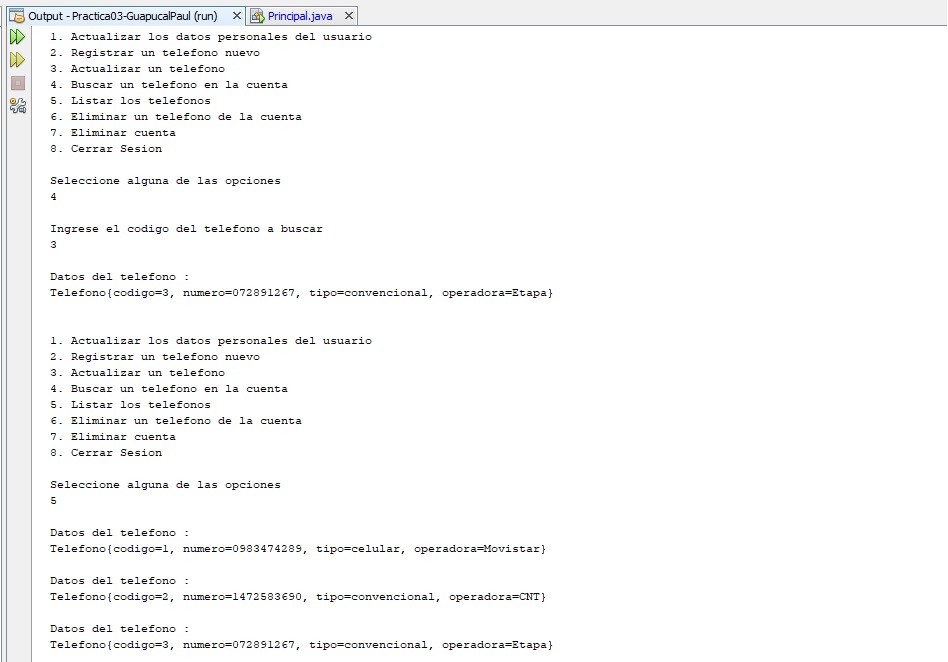 Output - Practica03-GuapucalPaul (run)
Principal.java
1. Actualizar los datos personales del usuario
2. Registrar un telefono nuevo
3. Actualizar un telefono
4. Buscar un telefono en la cuenta
5. Listar los telefonos
6. Eliminar un telefono de la cuenta
7. Eliminar cuenta
8. Cerrar Sesion
Seleccione alguna de las opciones
4
Ingrese el codigo del telefono a buscar
3
Datos del telefono :
Telefono{codigo=3, numero=072891267, tipo=convencional, operadora=Etapa}
1. Actualizar los datos personales del usuario
2. Registrar un telefono nuevo
3. Actualizar un telefono
4. Buscar un telefono en la cuenta
5. Listar los telefonos
6. Eliminar un telefono de la cuenta
7. Eliminar cuenta
8. Cerrar Sesion
Seleccione alguna de las opciones
5
Datos del telefono :
Telefono{codigo=1, numero=0983474289, tipo=celular, operadora=Movistar}
Datos del telefono :
Telefono{codigo=2, numero=1472583690, tipo=convencional, operadora=CNT}
Datos del telefono :
Telefono{codigo=3, numero=072891267, tipo=convencional, operadora=Etapa}